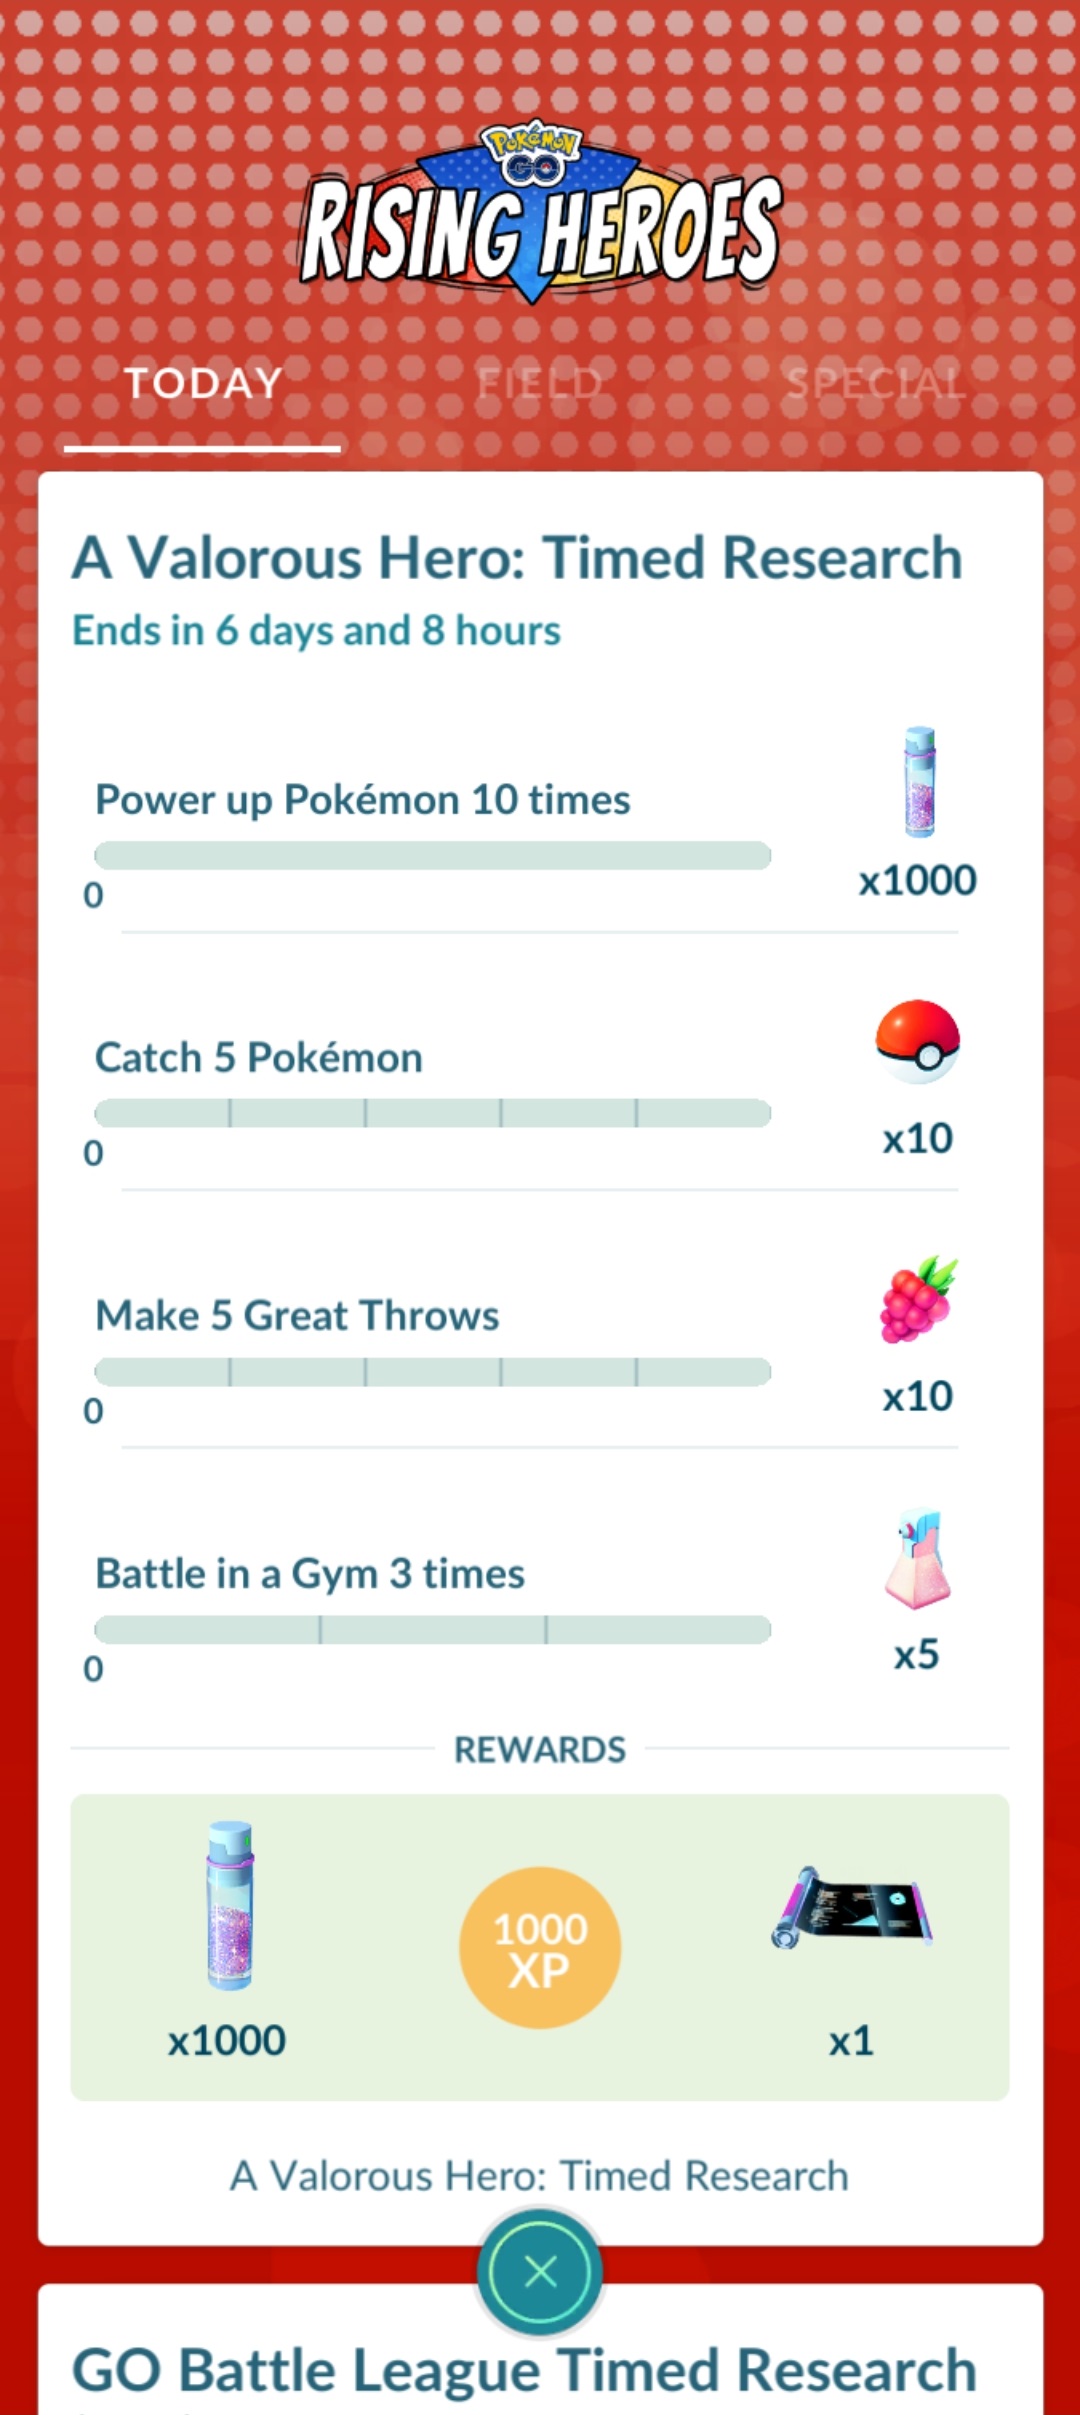 Pokémon
GO
RISING HEROES
TODAY
FIELD
SPECIAL
A Valorous Hero: Timed Research
Ends in 6 days and 8 hours
Power up Pokémon 10 times
0
x1000
Catch 5 Pokémon
0
x10
Make 5 Great Throws
0
x10
Battle in a Gym 3 times
0
x5
REWARDS
1000
XP
x1000
x1
A Valorous Hero: Timed Research
GO Battle League Timed Research